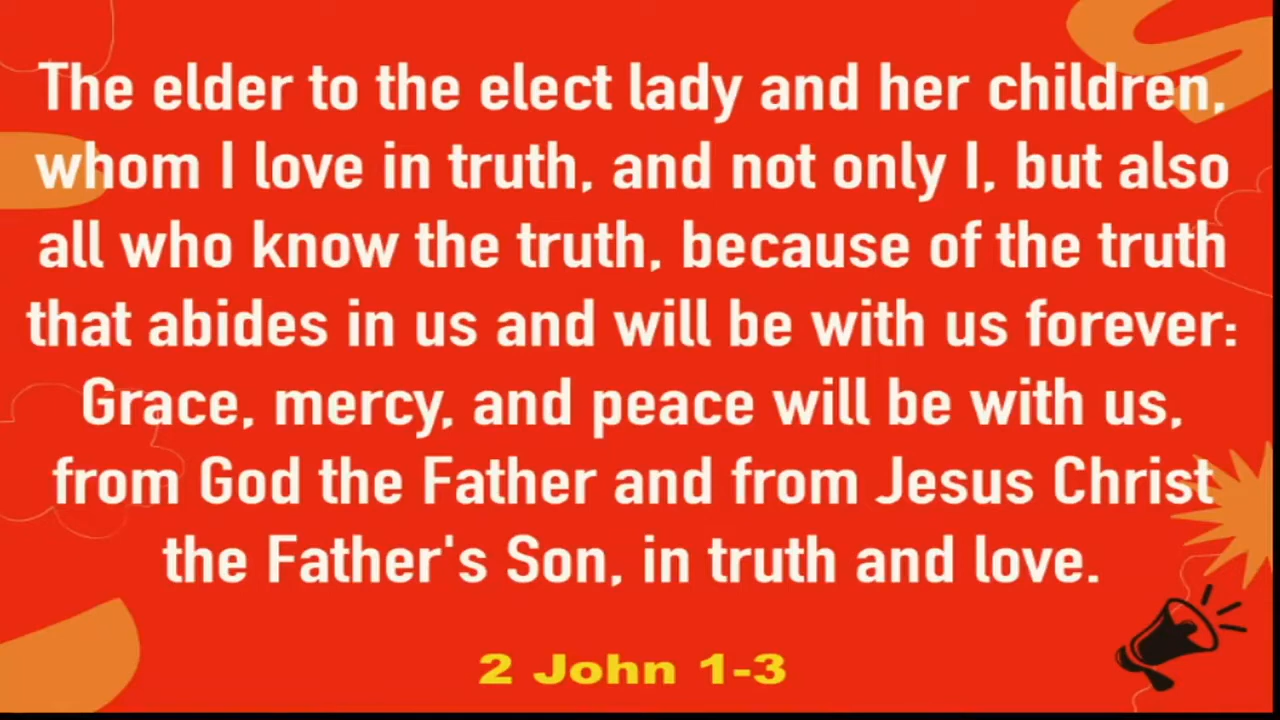 The elder to the elect lady and her children,
whom I love in truth, and not only I, but also
all who know the truth, because of the truth
that abides in us and will be with us forever:
Grace, mercy, and peace will be with us,
from God the Father and from Jesus Christ
the Father's Son, in truth and love.
2 John 1-3